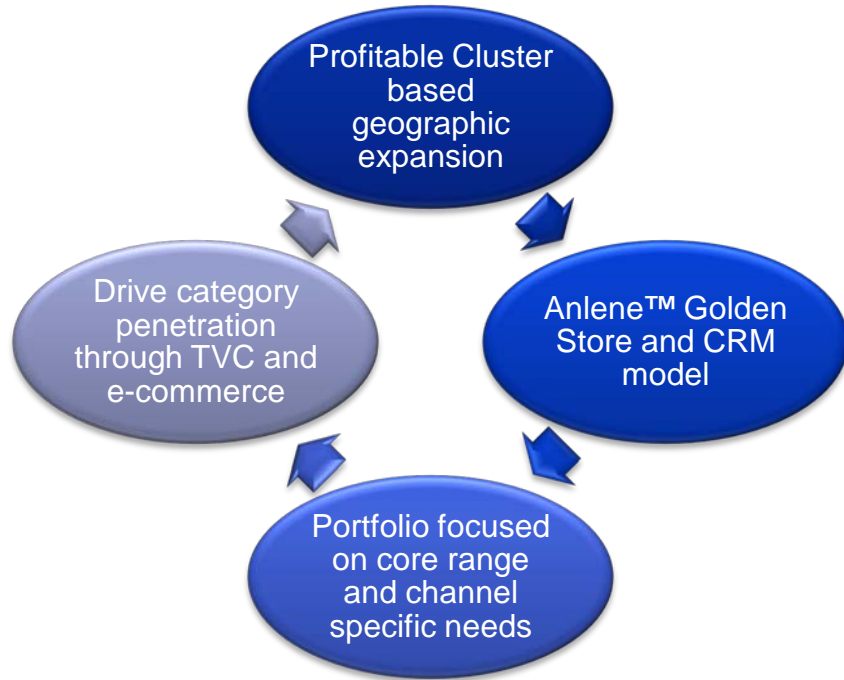 Profitable Cluster
based
geographic
expansion
Drive category
penetration
through TVC and
e-commerce
Anlene™ Golden
Store and CRM
model
Portfolio focused
on core range
and channel
specific needs